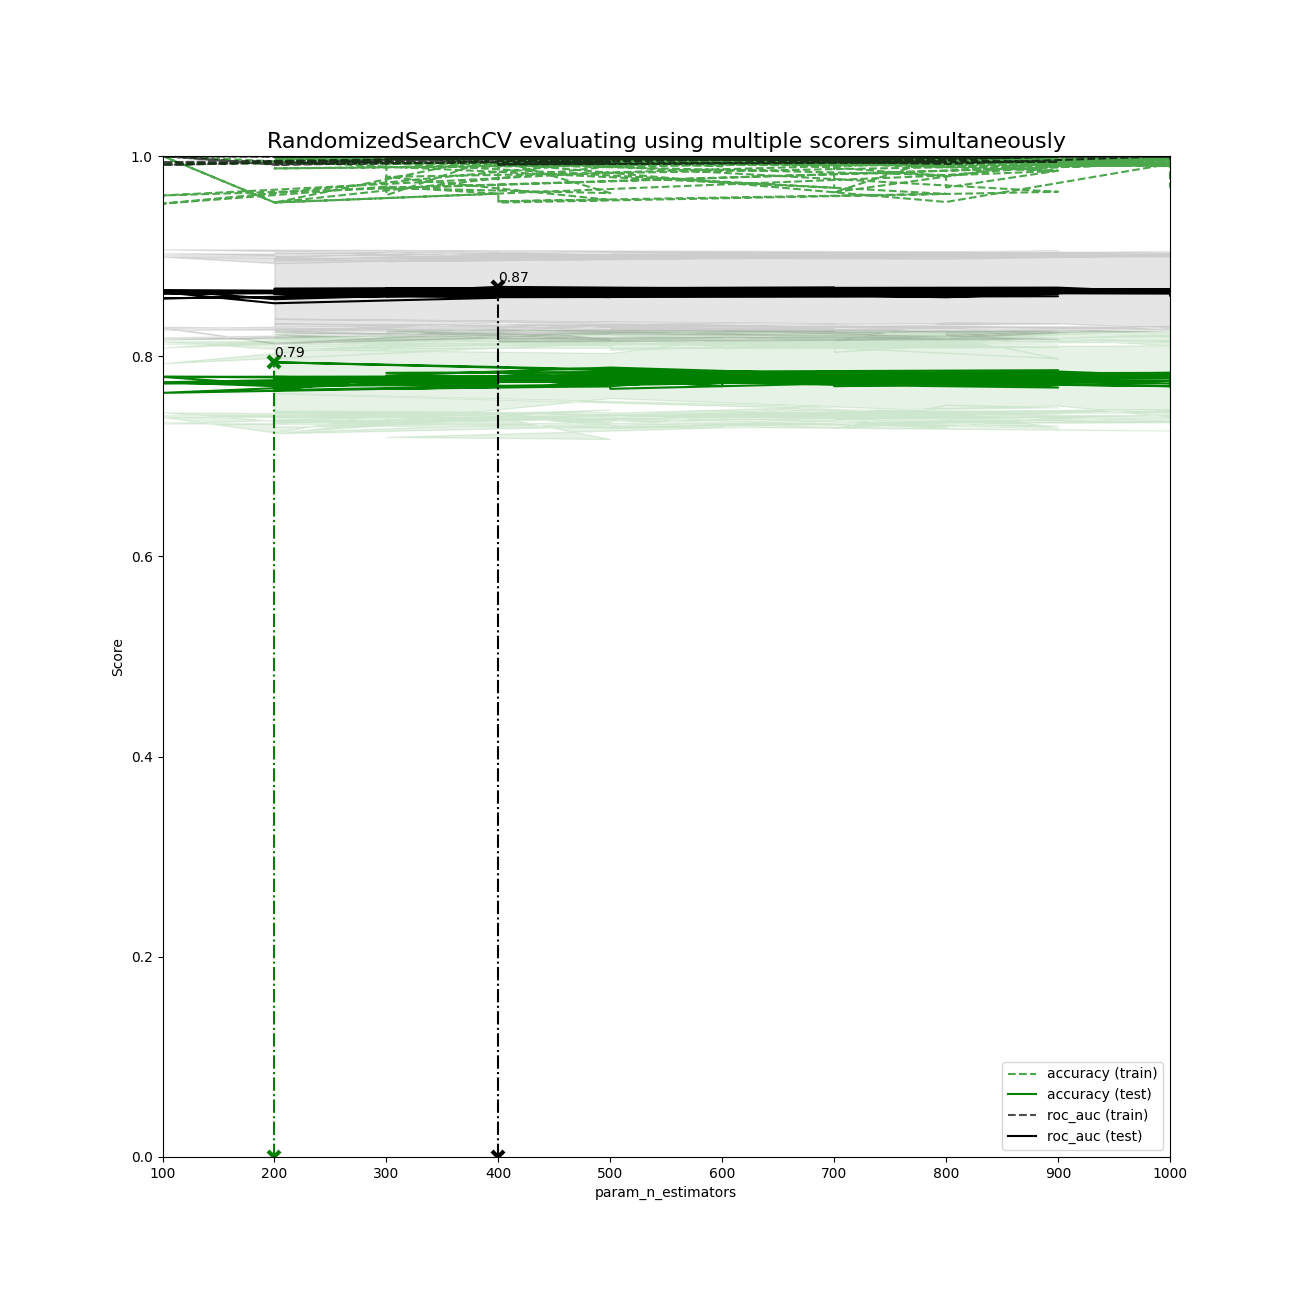 RandomizedSearchCV evaluating using multiple scorers simultaneously
1.0
0.8
0.6
0.4
0.2
0.0
Score
0.87
0.79
accuracy (train)
accuracy (test)
roc_auc (train)
roc_auc (test)
100 200 300 400 500 600 700 800 900 1000
param_n_estimators